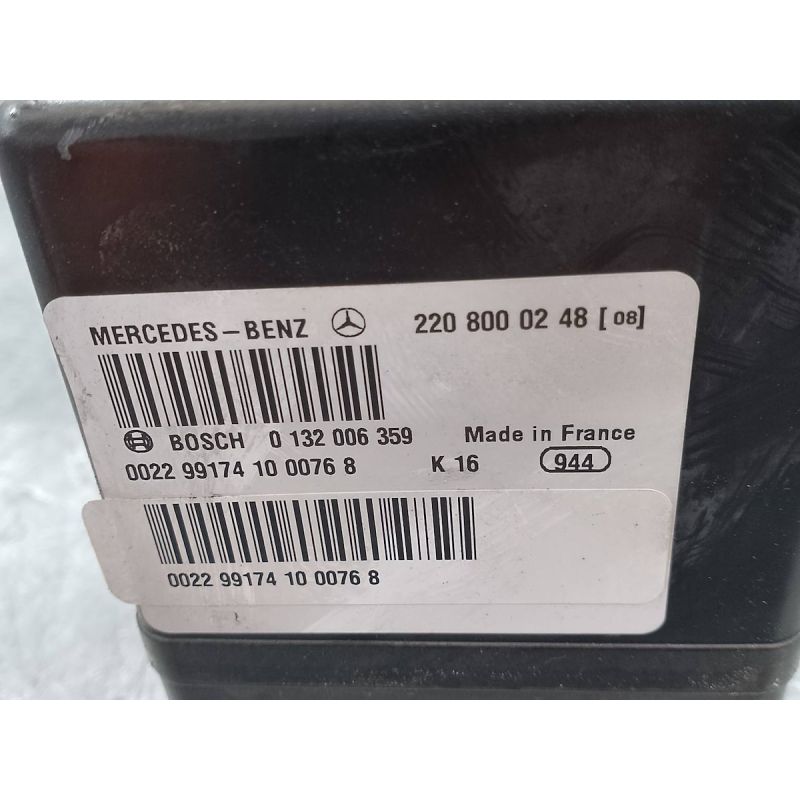 MERCEDES-BENZ 220 800 02 48 [08]
BOSCH 0 132 006 359 Made in France
0022 99174 10 0076 8 K 16 944
0022 99174 10 0076 8